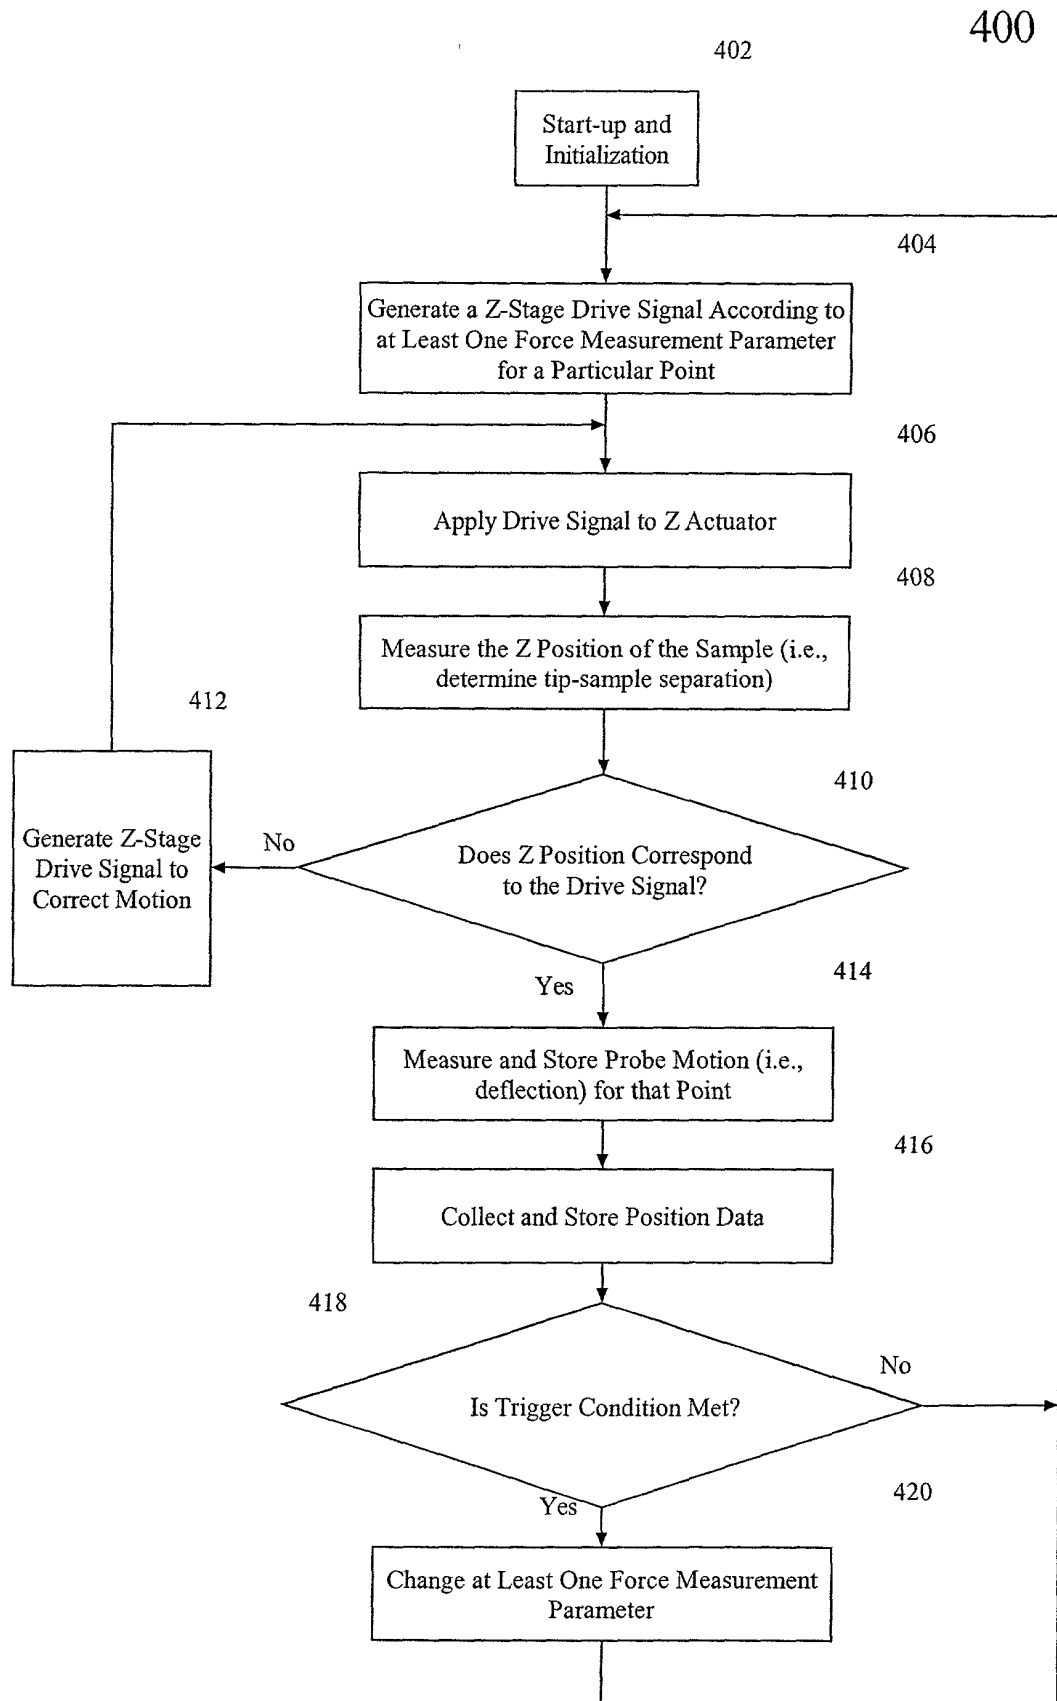 400
402
Start-up and
Initialization
404
Generate a Z-Stage Drive Signal According to
at Least One Force Measurement Parameter
for a Particular Point
406
Apply Drive Signal to Z Actuator
408
Measure the Z Position of the Sample (i.e.,
determine tip-sample separation)
412
410
Generate Z-Stage
Drive Signal to
Correct Motion
No
Does Z Position Correspond
to the Drive Signal?
414
Yes
Measure and Store Probe Motion (i.e.,
deflection) for that Point
416
Collect and Store Position Data
418
No
Is Trigger Condition Met?
420
Yes
Change at Least One Force Measurement
Parameter